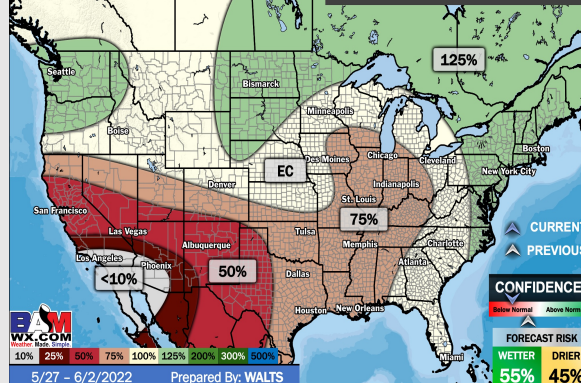 125%
Seattle
Bismarck
Minneapolis
Boise
Boston
Des Moines
Chicago
Cleveland
New York City
EC
Denver
Indianapolis
St. Louis
San Francisco
75%
Las Vegas
Tulsa
Charlotte
Albuquerque
Memphis
Los Angeles
Phoenix
Atlanta
<10%
50%
Dallas
Houston
New Orleans
Miami
CURRENT
PREVIOUS
CONFIDENCE
Below Normal Above Norma
FORECAST RISK
WETTER DRIER
55% 45%
BAM
WX.COM
Weather. Made. Simple.
10% 25% 50% 75% 100% 125% 200% 300% 500%
5/27 – 6/2/2022 Prepared By: WALTS